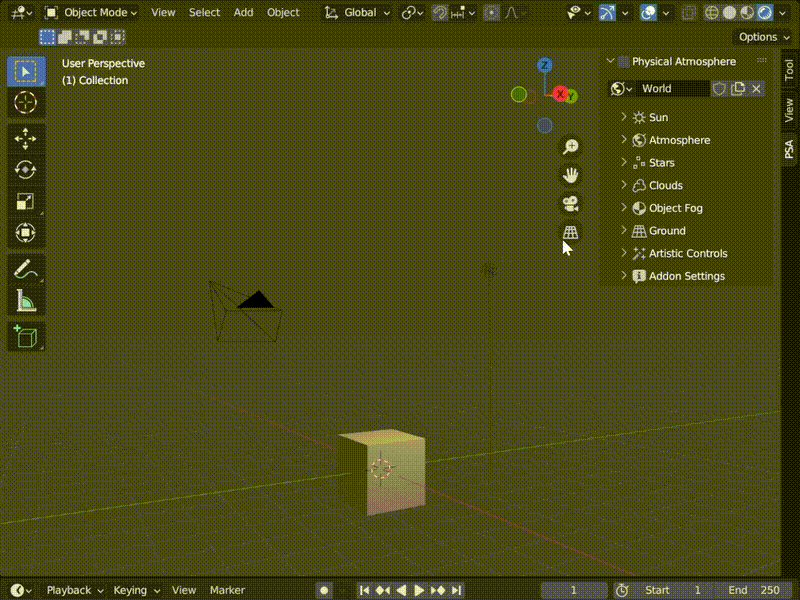 Object Mode View Select Add Object Global
Options
User Perspective
(1) Collection
Z
X
Y
Physical Atmosphere
World
Sun
Atmosphere
Stars
Clouds
Object Fog
Ground
Artistic Controls
Addon Settings
Tool
View
PSA
Playback Keying View Marker 1 Start 1 End 250